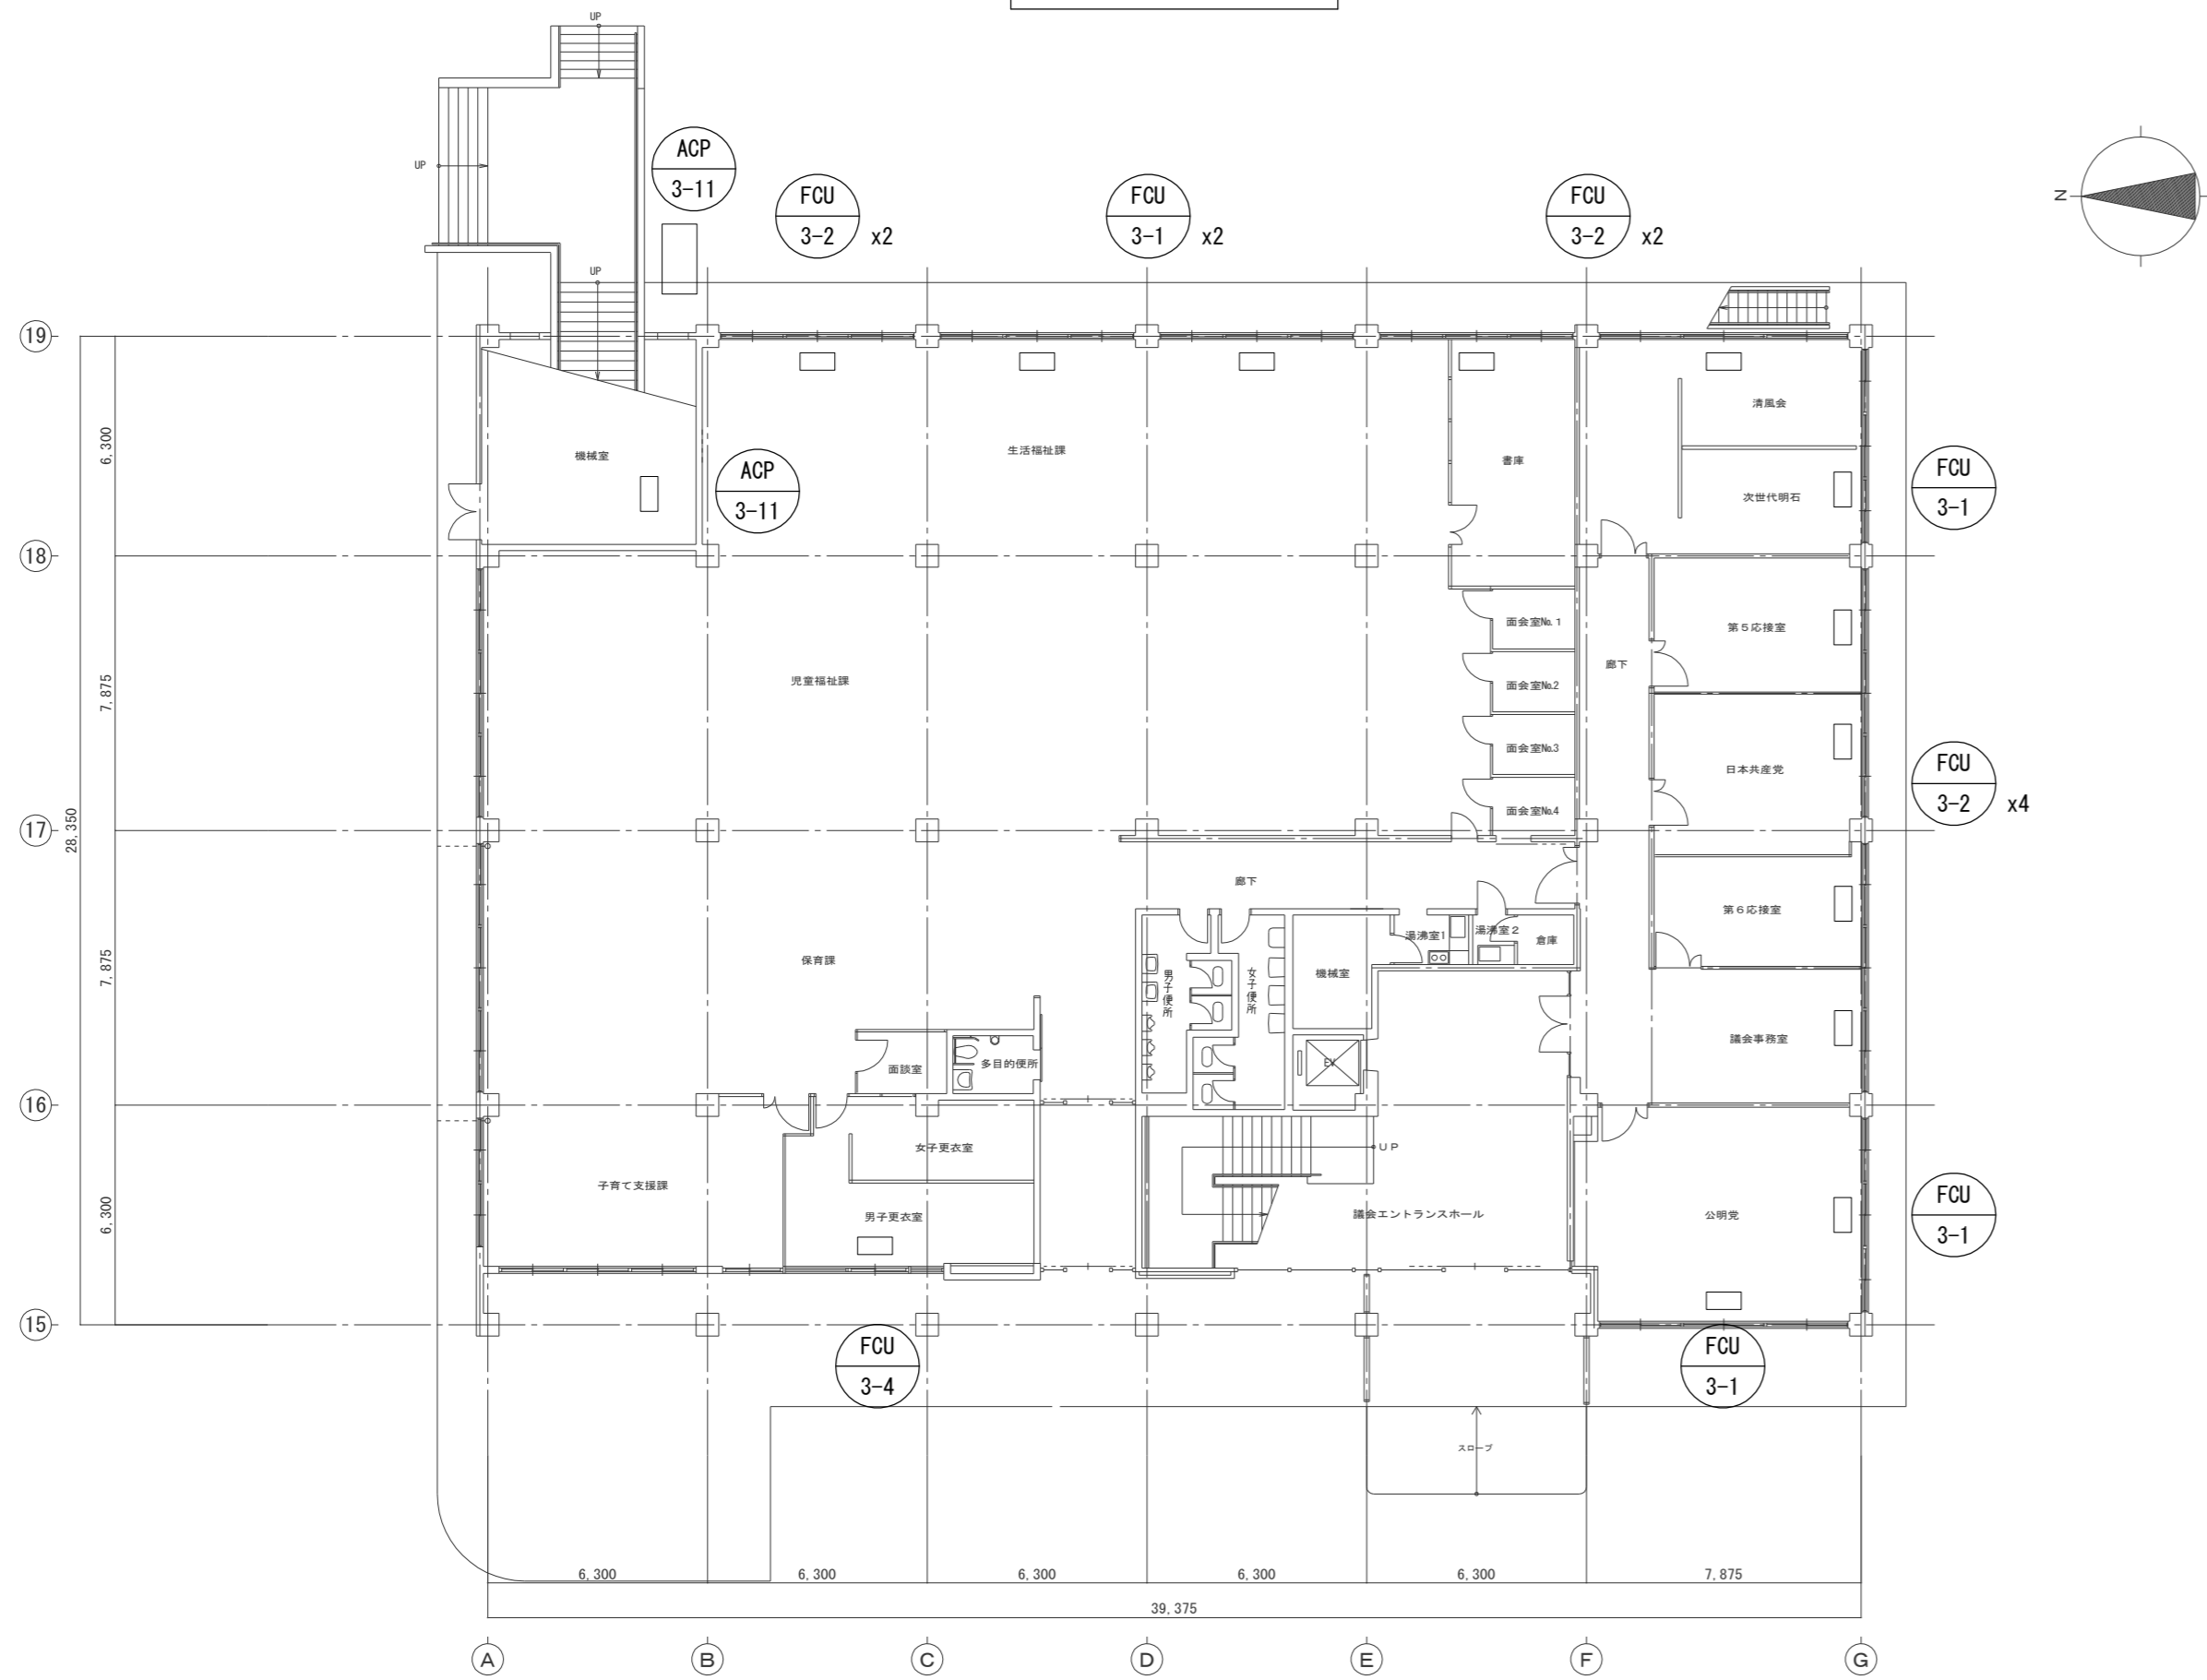 UP
UP
ACP
3-11
FCU
3-2 x2
FCU
3-1 x2
FCU
3-2 x2
N
UP
19
6,300
機械室
ACP
3-11
生活福祉課
書庫
清風会
次世代明石
FCU
3-1
18
7,875
児童福祉課
面会室№1
面会室№2
面会室№3
面会室№4
廊下
第5応接室
日本共産党
FCU
3-2 x4
28,350
17
7,875
保育課
廊下
男子便所
女子便所
機械室
湯沸室1
湯沸室2
倉庫
第6応接室
議会事務室
面談室
多目的便所
EV
16
6,300
子育て支援課
女子更衣室
男子更衣室
UP
議会エントランスホール
公明党
FCU
3-1
15
FCU
3-4
FCU
3-1
スロープ
6,300 6,300 6,300 6,300 6,300 7,875
39,375
A B C D E F G